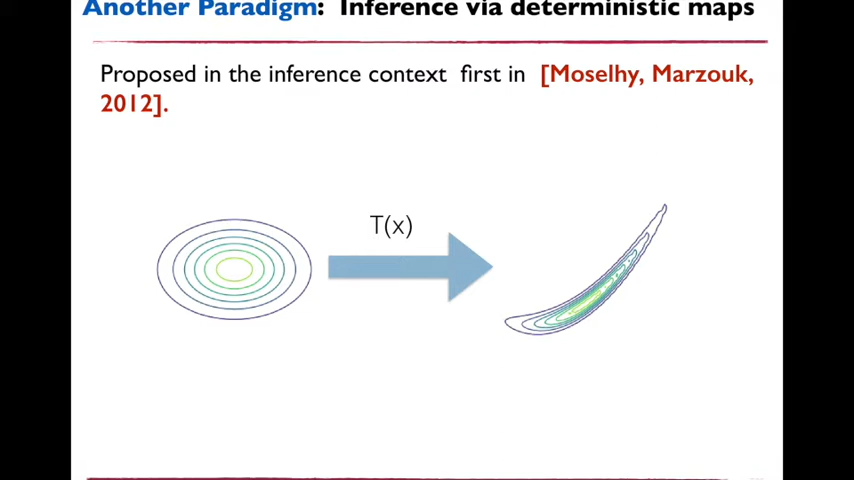 Another Paradigm: Inference via deterministic maps
Proposed in the inference context first in [Moselhy, Marzouk,
2012].
T(x)